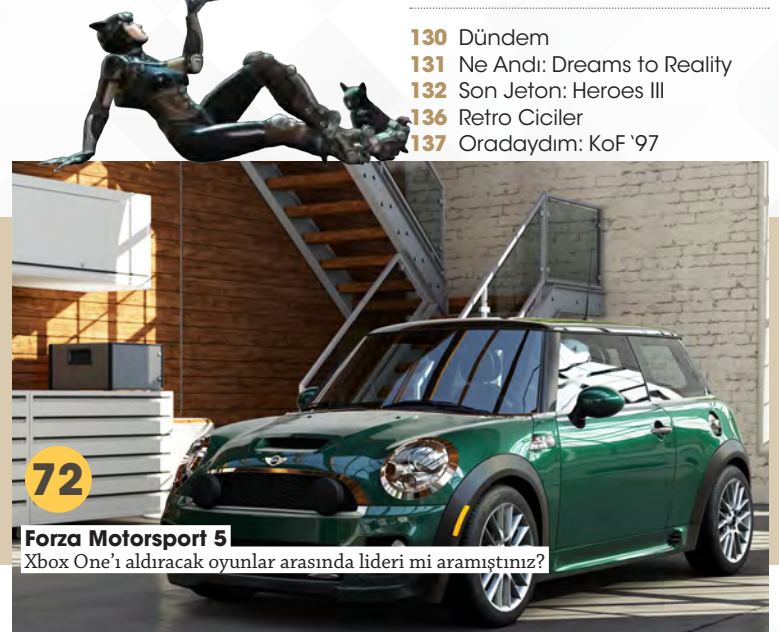 130 Dündem
131 Ne Andı: Dreams to Reality
132 Son Jeton: Heroes III
136 Retro Ciciler
137 Oradaydım: KoF ‘97
72
Forza Motorsport 5
Xbox One’ı aldıracak oyunlar arasında lideri mi aramıştınız?